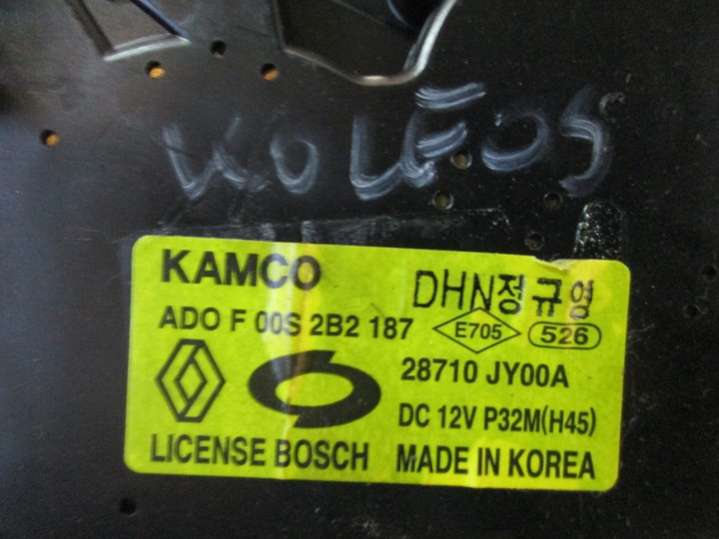 KOLEOS
KAMCO
DHN정규영
ADO F 00S 2B2 187
E705
526
28710 JY00A
DC 12V P32M(H45)
LICENSE BOSCH
MADE IN KOREA